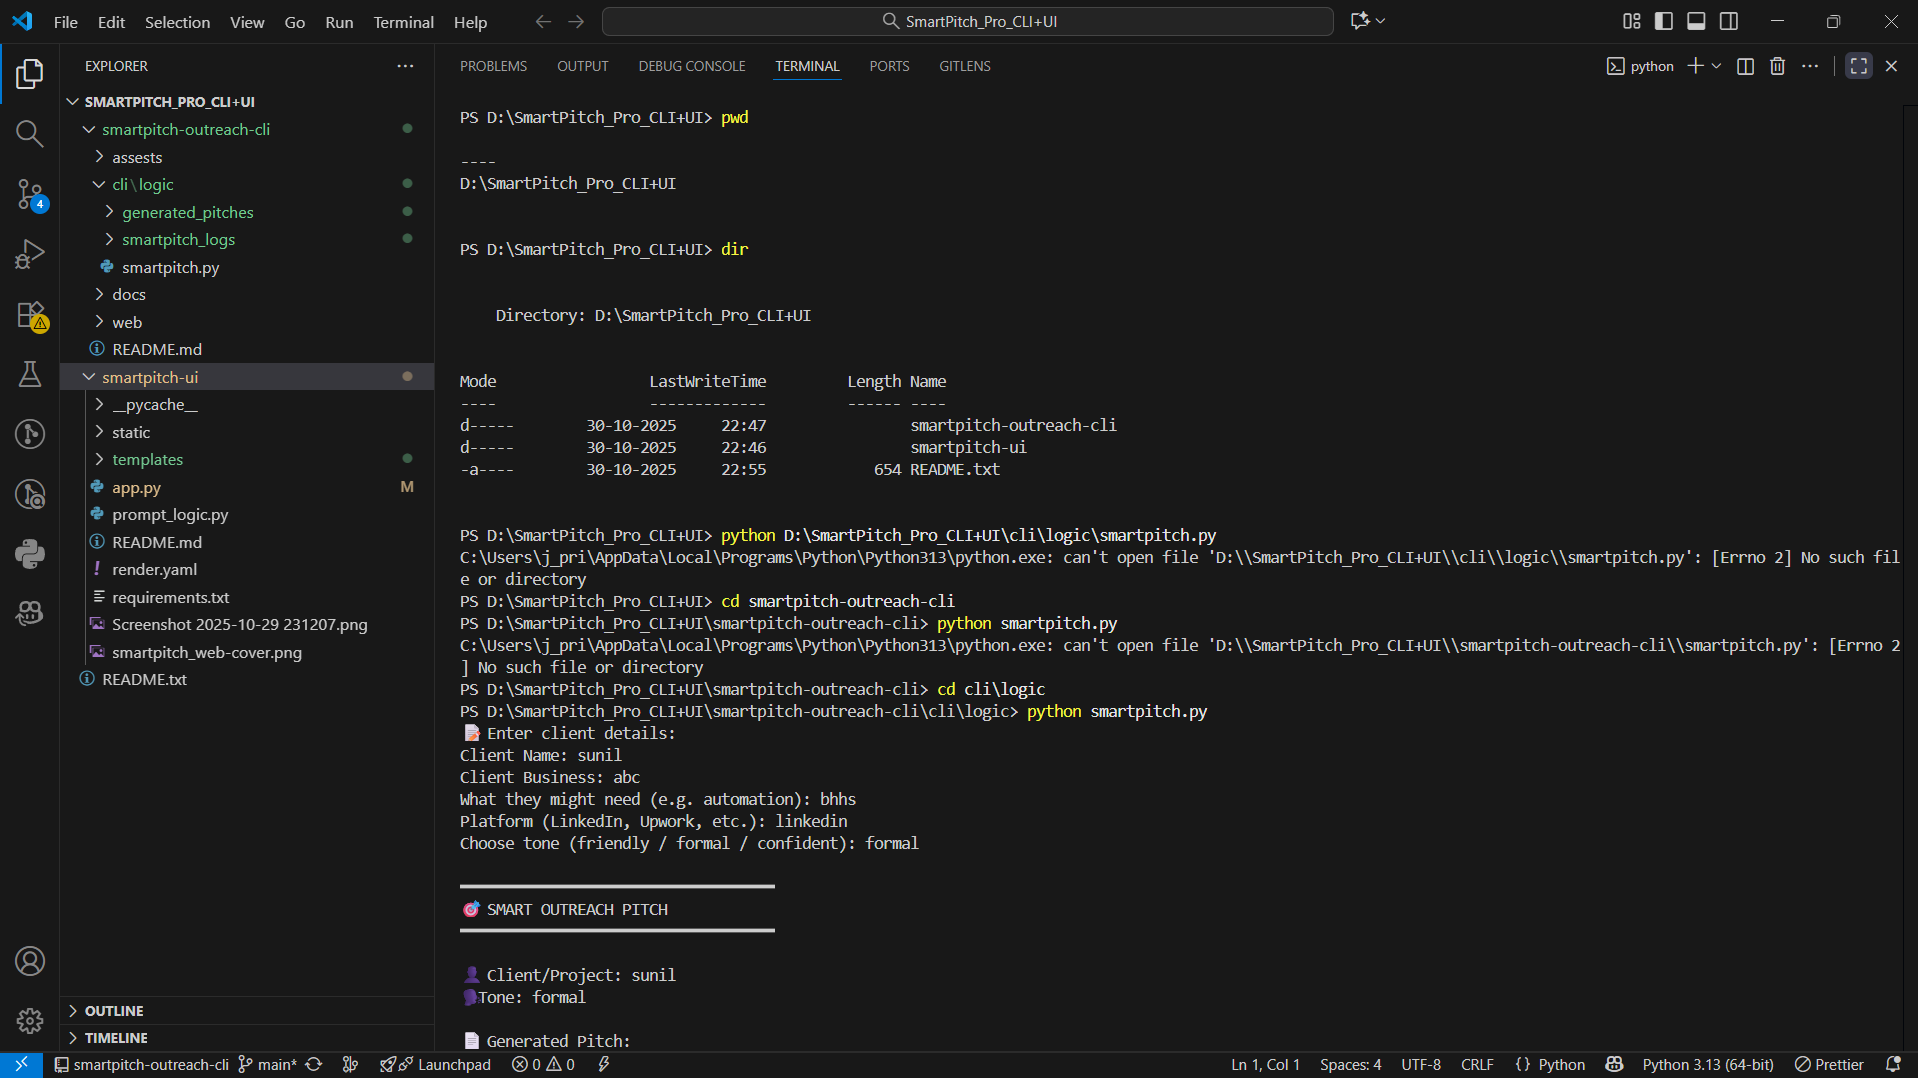 File Edit Selection View Go Run Terminal Help
SmartPitch_Pro_CLI+UI
EXPLORER
SMARTPITCH_PRO_CLI+UI
smartpitch-outreach-cli
assests
cli\logic
generated_pitches
smartpitch_logs
smartpitch.py
docs
web
README.md
smartpitch-ui
__pycache__
static
templates
app.py M
prompt_logic.py
README.md
render.yaml
requirements.txt
Screenshot 2025-10-29 231207.png
smartpitch_web-cover.png
README.txt
OUTLINE
TIMELINE
4
PROBLEMS OUTPUT DEBUG CONSOLE TERMINAL PORTS GITLENS
python
PS D:\SmartPitch_Pro_CLI+UI> pwd
----
D:\SmartPitch_Pro_CLI+UI
PS D:\SmartPitch_Pro_CLI+UI> dir
Directory: D:\SmartPitch_Pro_CLI+UI
Mode LastWriteTime Length Name
---- ------------- ------ ----
d----- 30-10-2025 22:47 smartpitch-outreach-cli
d----- 30-10-2025 22:46 smartpitch-ui
-a---- 30-10-2025 22:55 654 README.txt
PS D:\SmartPitch_Pro_CLI+UI> python D:\SmartPitch_Pro_CLI+UI\cli\logic\smartpitch.py
C:\Users\j_pri\AppData\Local\Programs\Python\Python313\python.exe: can't open file 'D:\\SmartPitch_Pro_CLI+UI\\cli\\logic\\smartpitch.py': [Errno 2] No such fil
e or directory
PS D:\SmartPitch_Pro_CLI+UI> cd smartpitch-outreach-cli
PS D:\SmartPitch_Pro_CLI+UI\smartpitch-outreach-cli> python smartpitch.py
C:\Users\j_pri\AppData\Local\Programs\Python\Python313\python.exe: can't open file 'D:\\SmartPitch_Pro_CLI+UI\\smartpitch-outreach-cli\\smartpitch.py': [Errno 2
] No such file or directory
PS D:\SmartPitch_Pro_CLI+UI\smartpitch-outreach-cli> cd cli\logic
PS D:\SmartPitch_Pro_CLI+UI\smartpitch-outreach-cli\cli\logic> python smartpitch.py
📝 Enter client details:
Client Name: sunil
Client Business: abc
What they might need (e.g. automation): bhhs
Platform (LinkedIn, Upwork, etc.): linkedin
Choose tone (friendly / formal / confident): formal
🎯 SMART OUTREACH PITCH
👤 Client/Project: sunil
🗣Tone: formal
📄 Generated Pitch:
smartpitch-outreach-cli main* Launchpad 0 0 Ln 1, Col 1 Spaces: 4 UTF-8 CRLF {} Python Python 3.13 (64-bit) Prettier